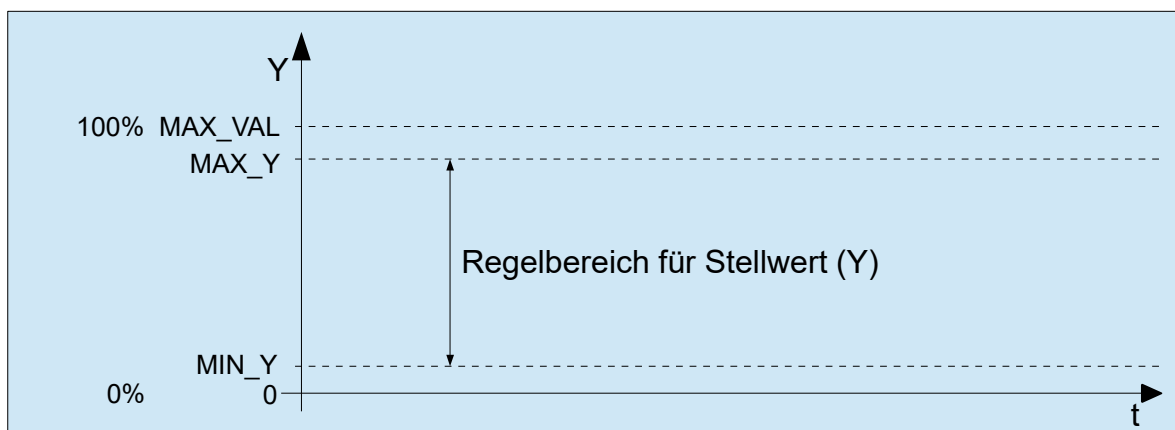 Y
100% MAX_VAL
MAX_Y
Regelbereich für Stellwert (Y)
MIN_Y
0% 0
t